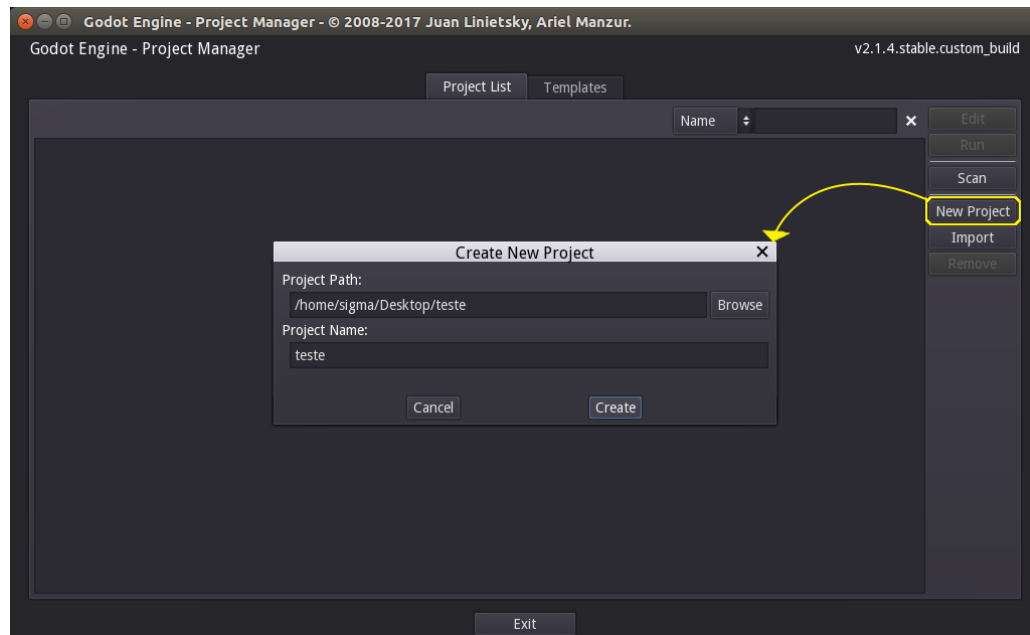 Godot Engine - Project Manager - © 2008-2017 Juan Linietsky, Ariel Manzur.
Godot Engine - Project Manager
v2.1.4.stable.custom_build
Project List
Templates
Name
Edit
Run
Scan
New Project
Import
Remove
Create New Project
Project Path:
/home/sigma/Desktop/teste
Browse
Project Name:
teste
Cancel
Create
Exit